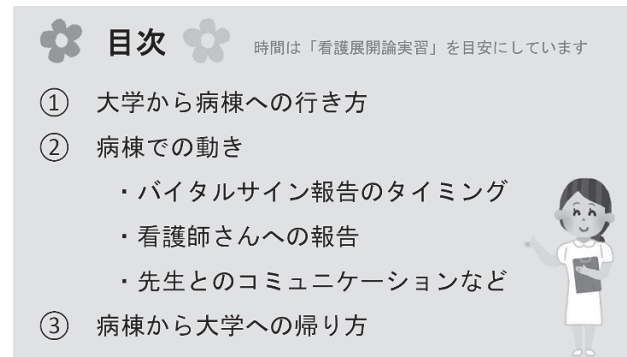 目次　時間は「看護展開論実習」を目安にしています
① 大学から病棟への行き方
② 病棟での動き
・バイタルサイン報告のタイミング
・看護師さんへの報告
・先生とのコミュニケーションなど
③ 病棟から大学への帰り方